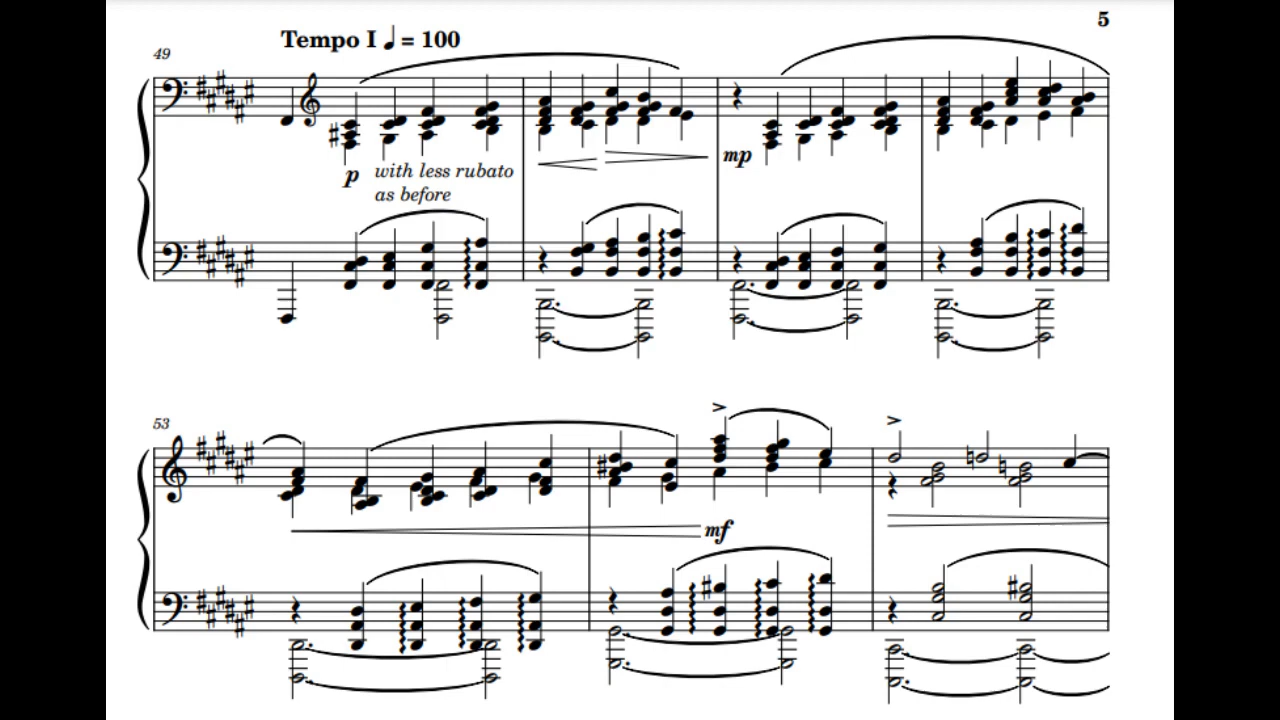 5
Tempo I ♩ = 100
49
p
with less rubato
as before
mp
53
mf